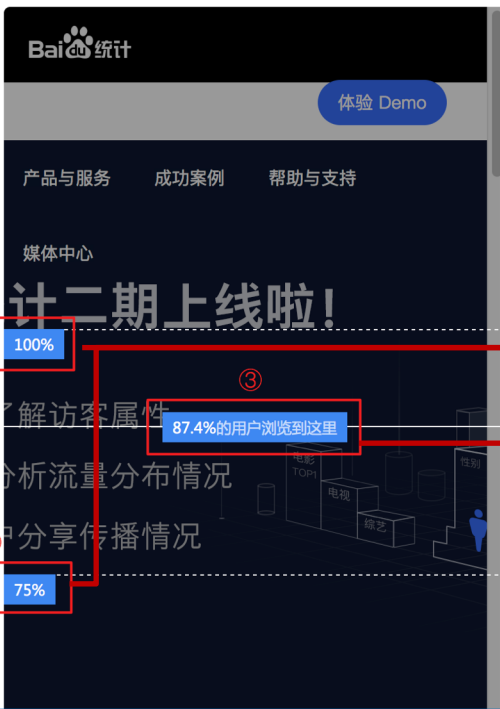 Bai du 统计
体验 Demo
产品与服务 成功案例 帮助与支持
媒体中心
计二期上线啦！
100%
③
了解访客属性
87.4%的用户浏览到这里
分析流量分布情况
电影
TOP1
性别
电视
综艺
户分享传播情况
75%